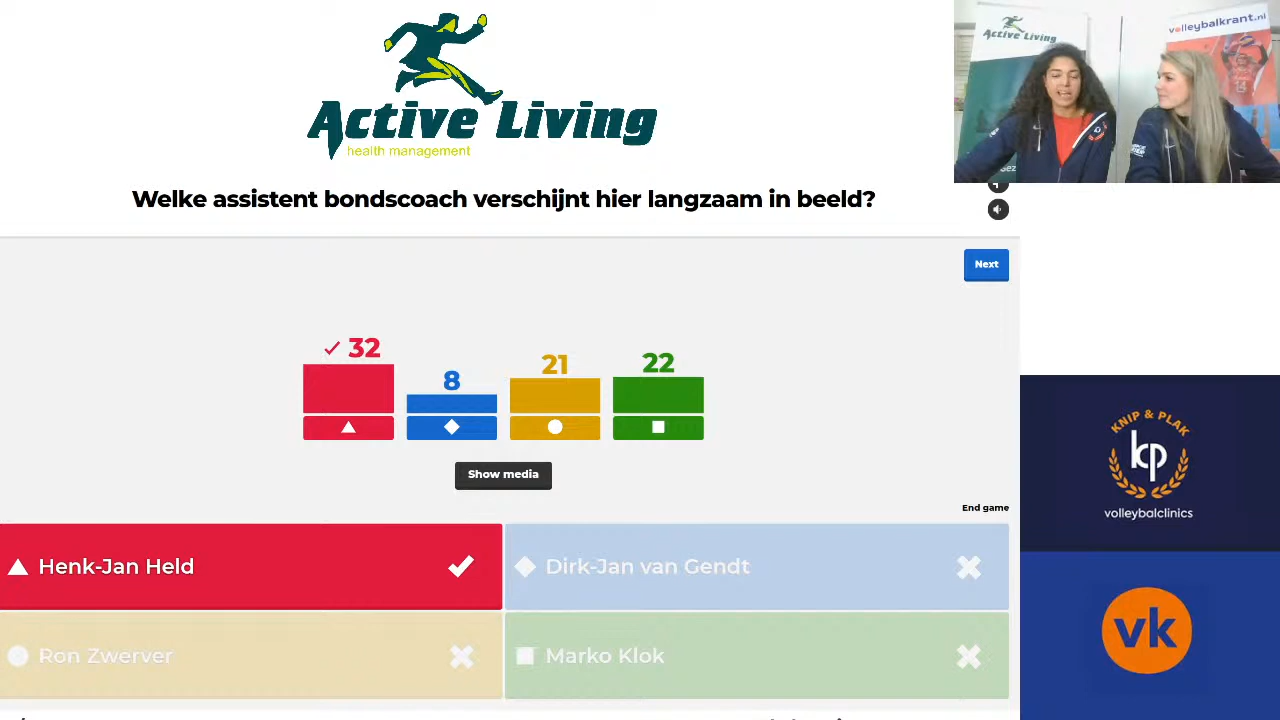 Active Living
health management
Active Living
volleybalkrant.nl
Welke assistent bondscoach verschijnt hier langzaam in beeld?
Next
32
8
21
22
Show media
End game
Henk-Jan Held
Dirk-Jan van Gendt
Ron Zwerver
Marko Klok
KNIP & PLAK
kp
volleybalclinics
vk